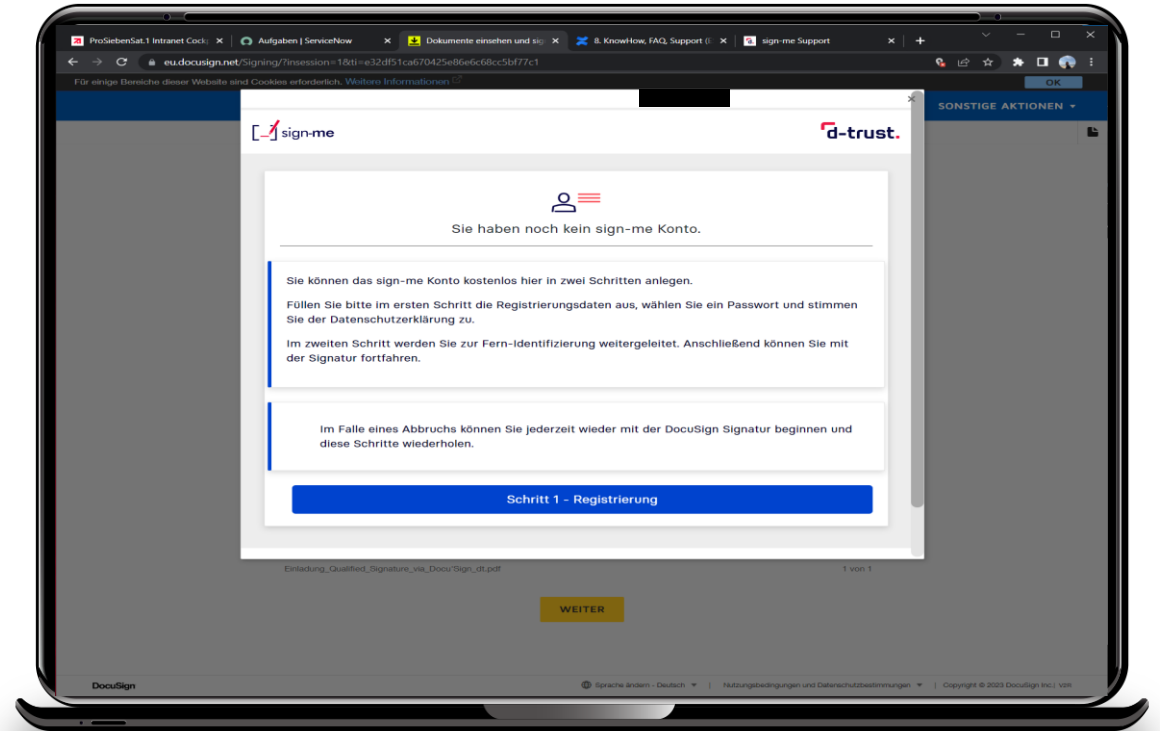 ProSiebenSat.1 Intranet Cock
Aufgaben | ServiceNow
Dokumente einsehen und sig
8. KnowHow, FAQ, Support (
sign-me Support
eu.docusign.net/Signing/?insession=1&ti=e32df51ca670425e86e6c68cc5bf77c1
Für einige Bereiche dieser Website sind Cookies erforderlich. Weitere Informationen
OK
SONSTIGE AKTIONEN
sign-me
d-trust.
Sie haben noch kein sign-me Konto.
Sie können das sign-me Konto kostenlos hier in zwei Schritten anlegen.
Füllen Sie bitte im ersten Schritt die Registrierungsdaten aus, wählen Sie ein Passwort und stimmen
Sie der Datenschutzerklärung zu.
Im zweiten Schritt werden Sie zur Fern-Identifizierung weitergeleitet. Anschließend können Sie mit
der Signatur fortfahren.
Im Falle eines Abbruchs können Sie jederzeit wieder mit der DocuSign Signatur beginnen und
diese Schritte wiederholen.
Schritt 1 - Registrierung
Einladung_Qualified_Signature_via_Docu'Sign_dt.pdf
1 von 1
WEITER
DocuSign
Sprache ändern - Deutsch | Nutzungsbedingungen und Datenschutzbestimmungen | Copyright © 2023 DocuSign Inc.